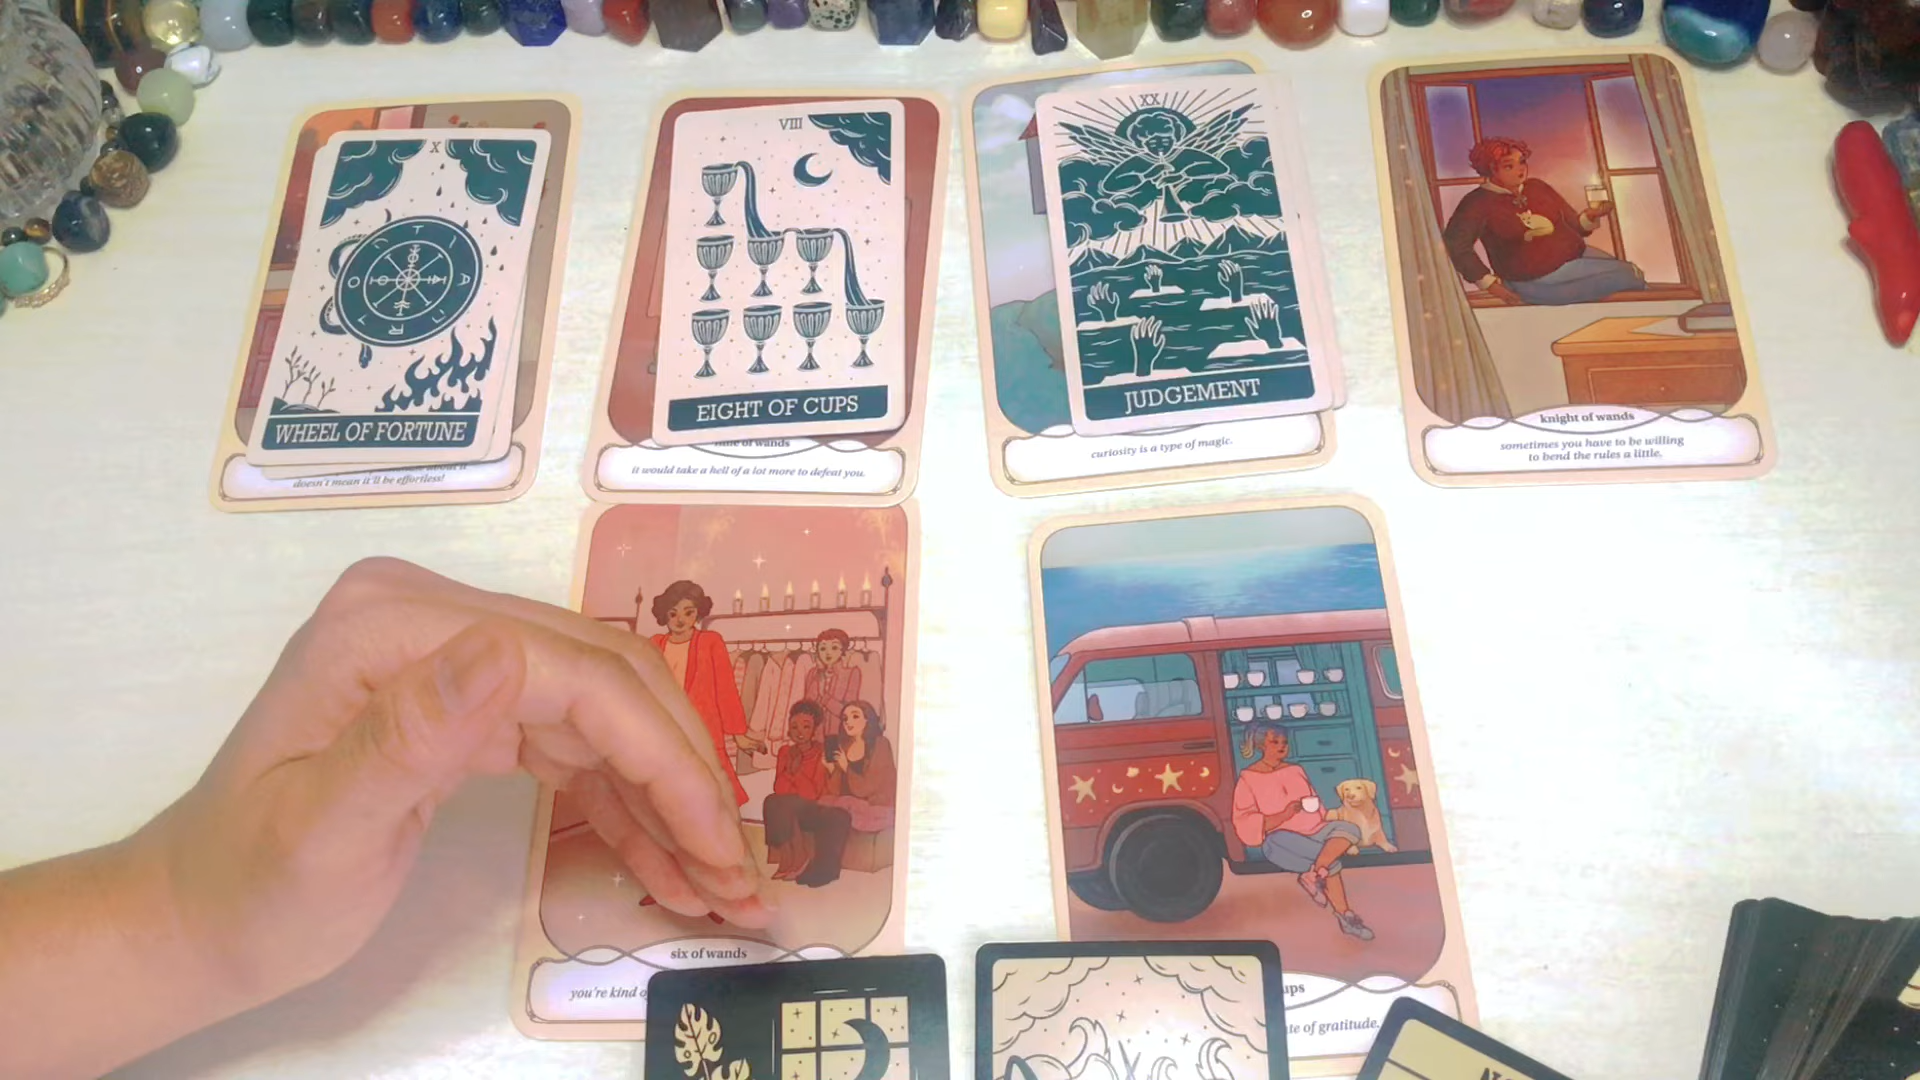 X
WHEEL OF FORTUNE
doesn't mean it'll be effortless!
VIII
EIGHT OF CUPS
of wands
it would take a hell of a lot more to defeat you.
XX
JUDGEMENT
curiosity is a type of magic.
knight of wands
sometimes you have to be willing
to bend the rules a little.
six of wands
you're kind
ups
of gratitude.